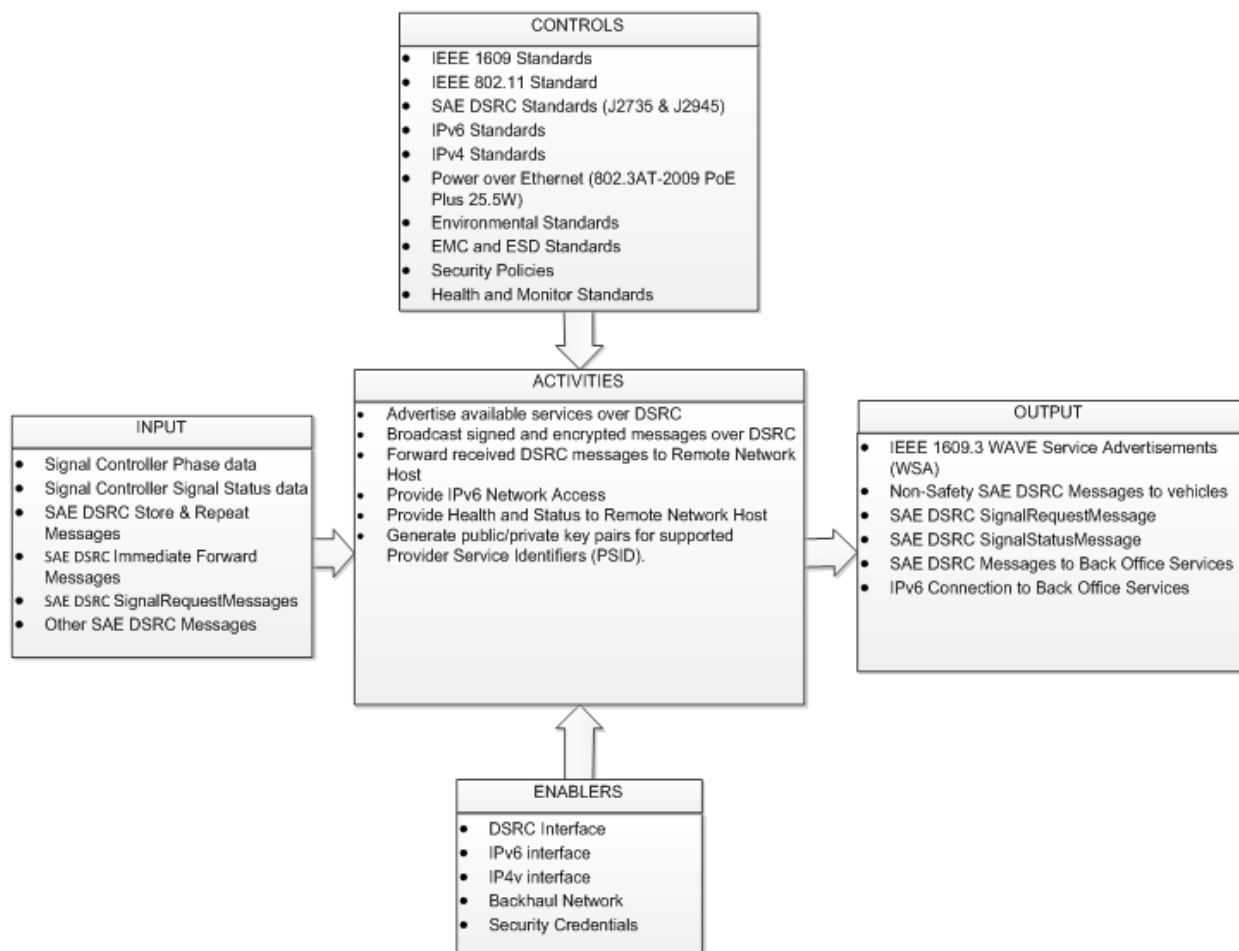 CONTROLS
● IEEE 1609 Standards
● IEEE 802.11 Standard
● SAE DSRC Standards (J2735 & J2945)
● IPv6 Standards
● IPv4 Standards
● Power over Ethernet (802.3AT-2009 PoE
Plus 25.5W)
● Environmental Standards
● EMC and ESD Standards
● Security Policies
● Health and Monitor Standards
INPUT
● Signal Controller Phase data
● Signal Controller Signal Status data
● SAE DSRC Store & Repeat
Messages
● SAE DSRC Immediate Forward
Messages
● SAE DSRC SignalRequestMessages
● Other SAE DSRC Messages
ACTIVITIES
● Advertise available services over DSRC
● Broadcast signed and encrypted messages over DSRC
● Forward received DSRC messages to Remote Network
Host
● Provide IPv6 Network Access
● Provide Health and Status to Remote Network Host
● Generate public/private key pairs for supported
Provider Service Identifiers (PSID).
OUTPUT
● IEEE 1609.3 WAVE Service Advertisements
(WSA)
● Non-Safety SAE DSRC Messages to vehicles
● SAE DSRC SignalRequestMessage
● SAE DSRC SignalStatusMessage
● SAE DSRC Messages to Back Office Services
● IPv6 Connection to Back Office Services
ENABLERS
● DSRC Interface
● IPv6 interface
● IP4v interface
● Backhaul Network
● Security Credentials